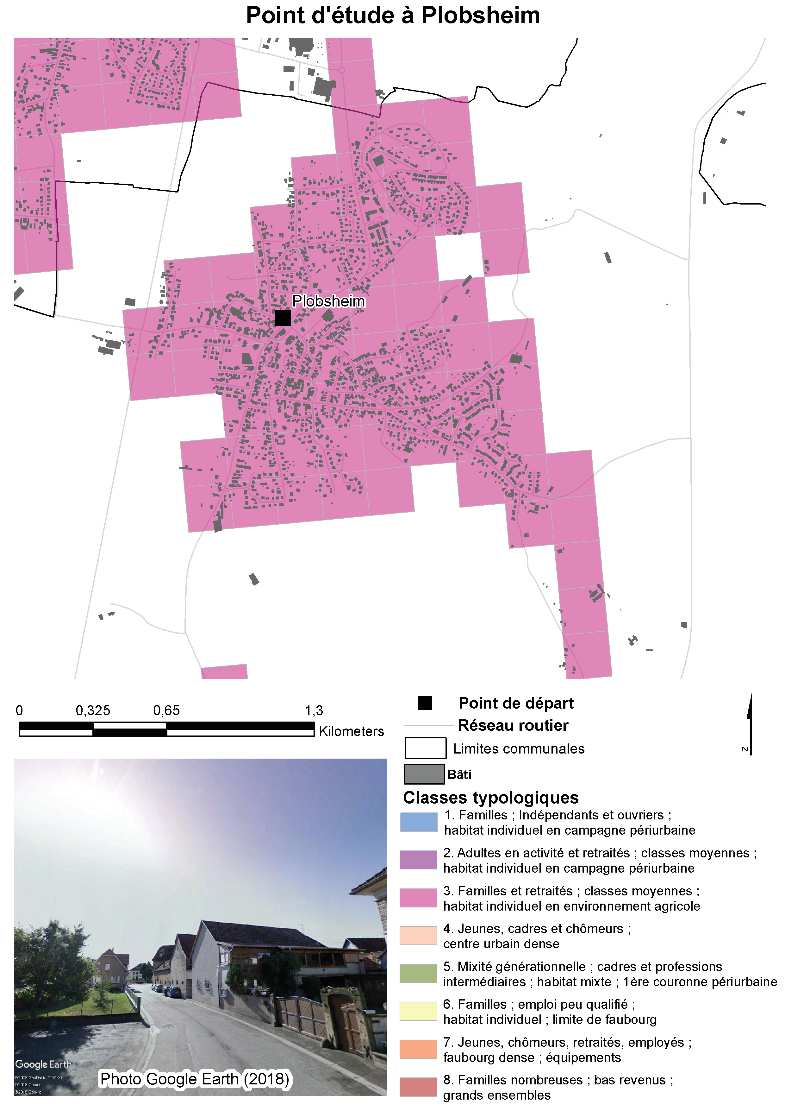 Point d'étude à Plobsheim
Plobsheim
0 0,325 0,65 1,3
Kilometers
Point de départ
Réseau routier
Limites communales
Bâti
N
Classes typologiques
1. Familles ; Indépendants et ouvriers ;
habitat individuel en campagne périurbaine
2. Adultes en activité et retraités ; classes moyennes ;
habitat individuel en campagne périurbaine
3. Familles et retraités ; classes moyennes ;
habitat individuel en environnement agricole
4. Jeunes, cadres et chômeurs ;
centre urbain dense
5. Mixité générationnelle ; cadres et professions
intermédiaires ; habitat mixte ; 1ère couronne périurbaine
6. Familles ; emploi peu qualifié ;
habitat individuel ; limite de faubourg
7. Jeunes, chômeurs, retraités, employés ;
faubourg dense ; équipements
8. Familles nombreuses ; bas revenu ;
grands ensembles
Google Earth
Photo Google Earth (2018)